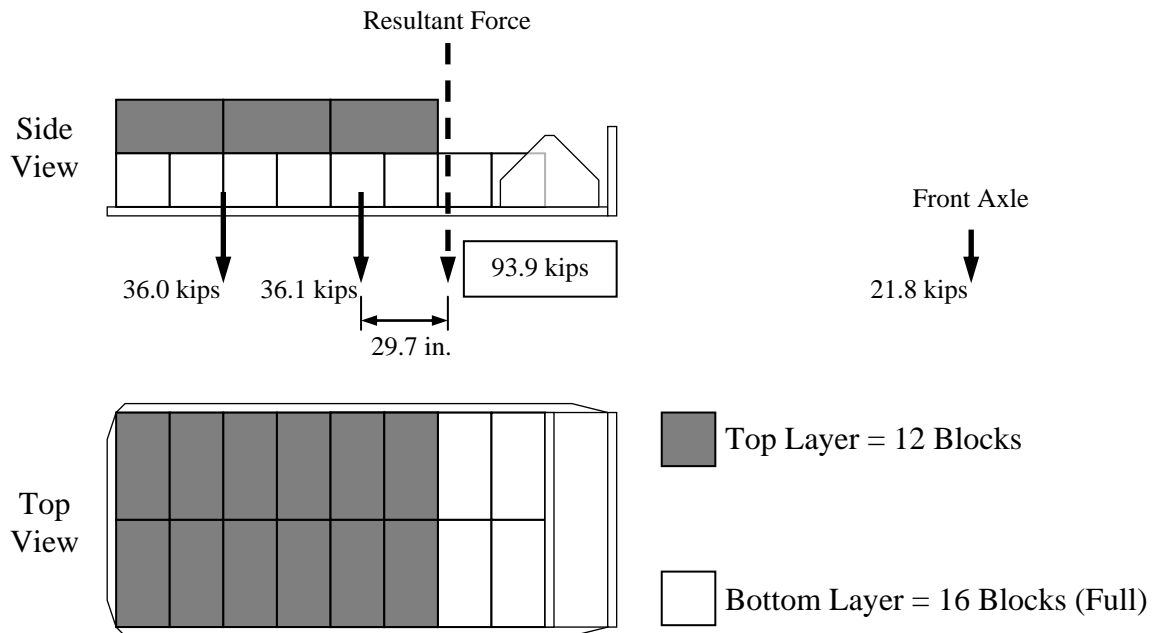 Resultant Force
Side
View
Front Axle
93.9 kips
36.0 kips
36.1 kips
21.8 kips
29.7 in.
Top Layer = 12 Blocks
Top
View
Bottom Layer = 16 Blocks (Full)